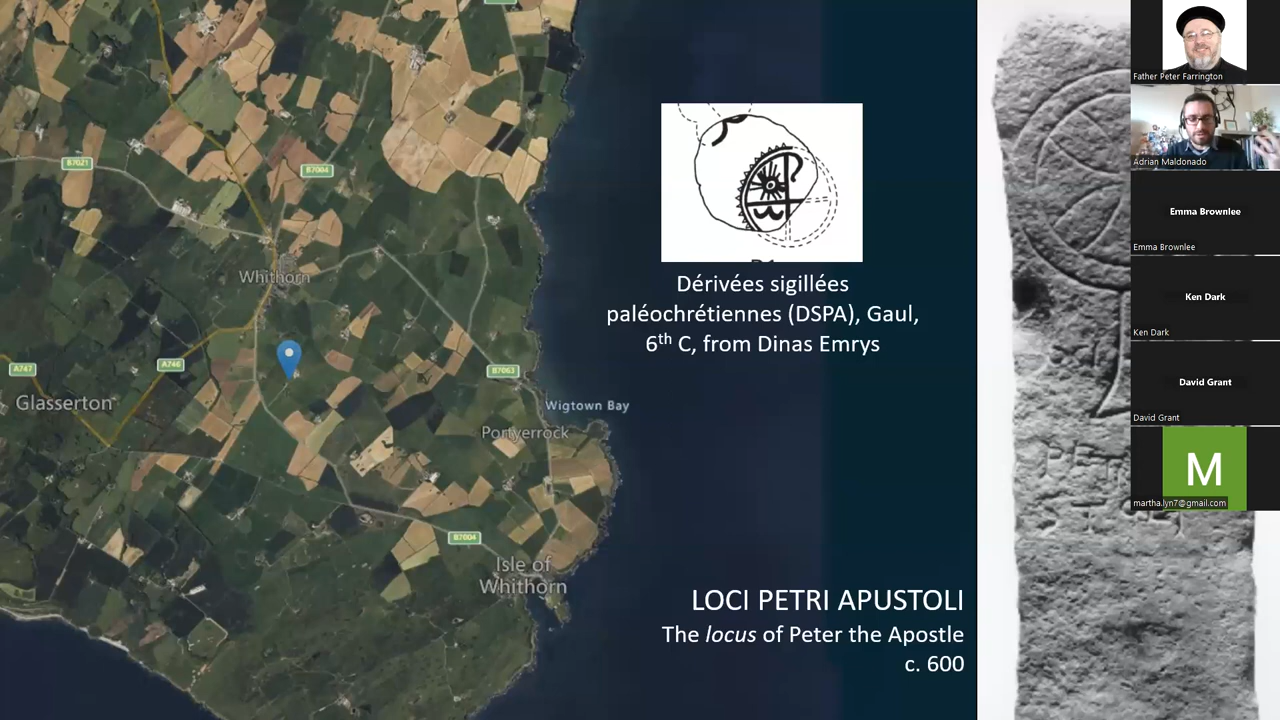 B7021
B7004
Whithorn
A747
A746
B7063
Glasserton
Wigtown Bay
Portyerrock
B7004
Isle of
Whithorn
Dérivées sigillées
paléochrétiennes (DSPA), Gaul,
6th C, from Dinas Emrys
LOCI PETRI APUSTOLI
The locus of Peter the Apostle
c. 600
Father Peter Farrington
Adrian Maldonado
Emma Brownlee
Emma Brownlee
Ken Dark
Ken Dark
David Grant
David Grant
M
martha.lyn7@gmail.com